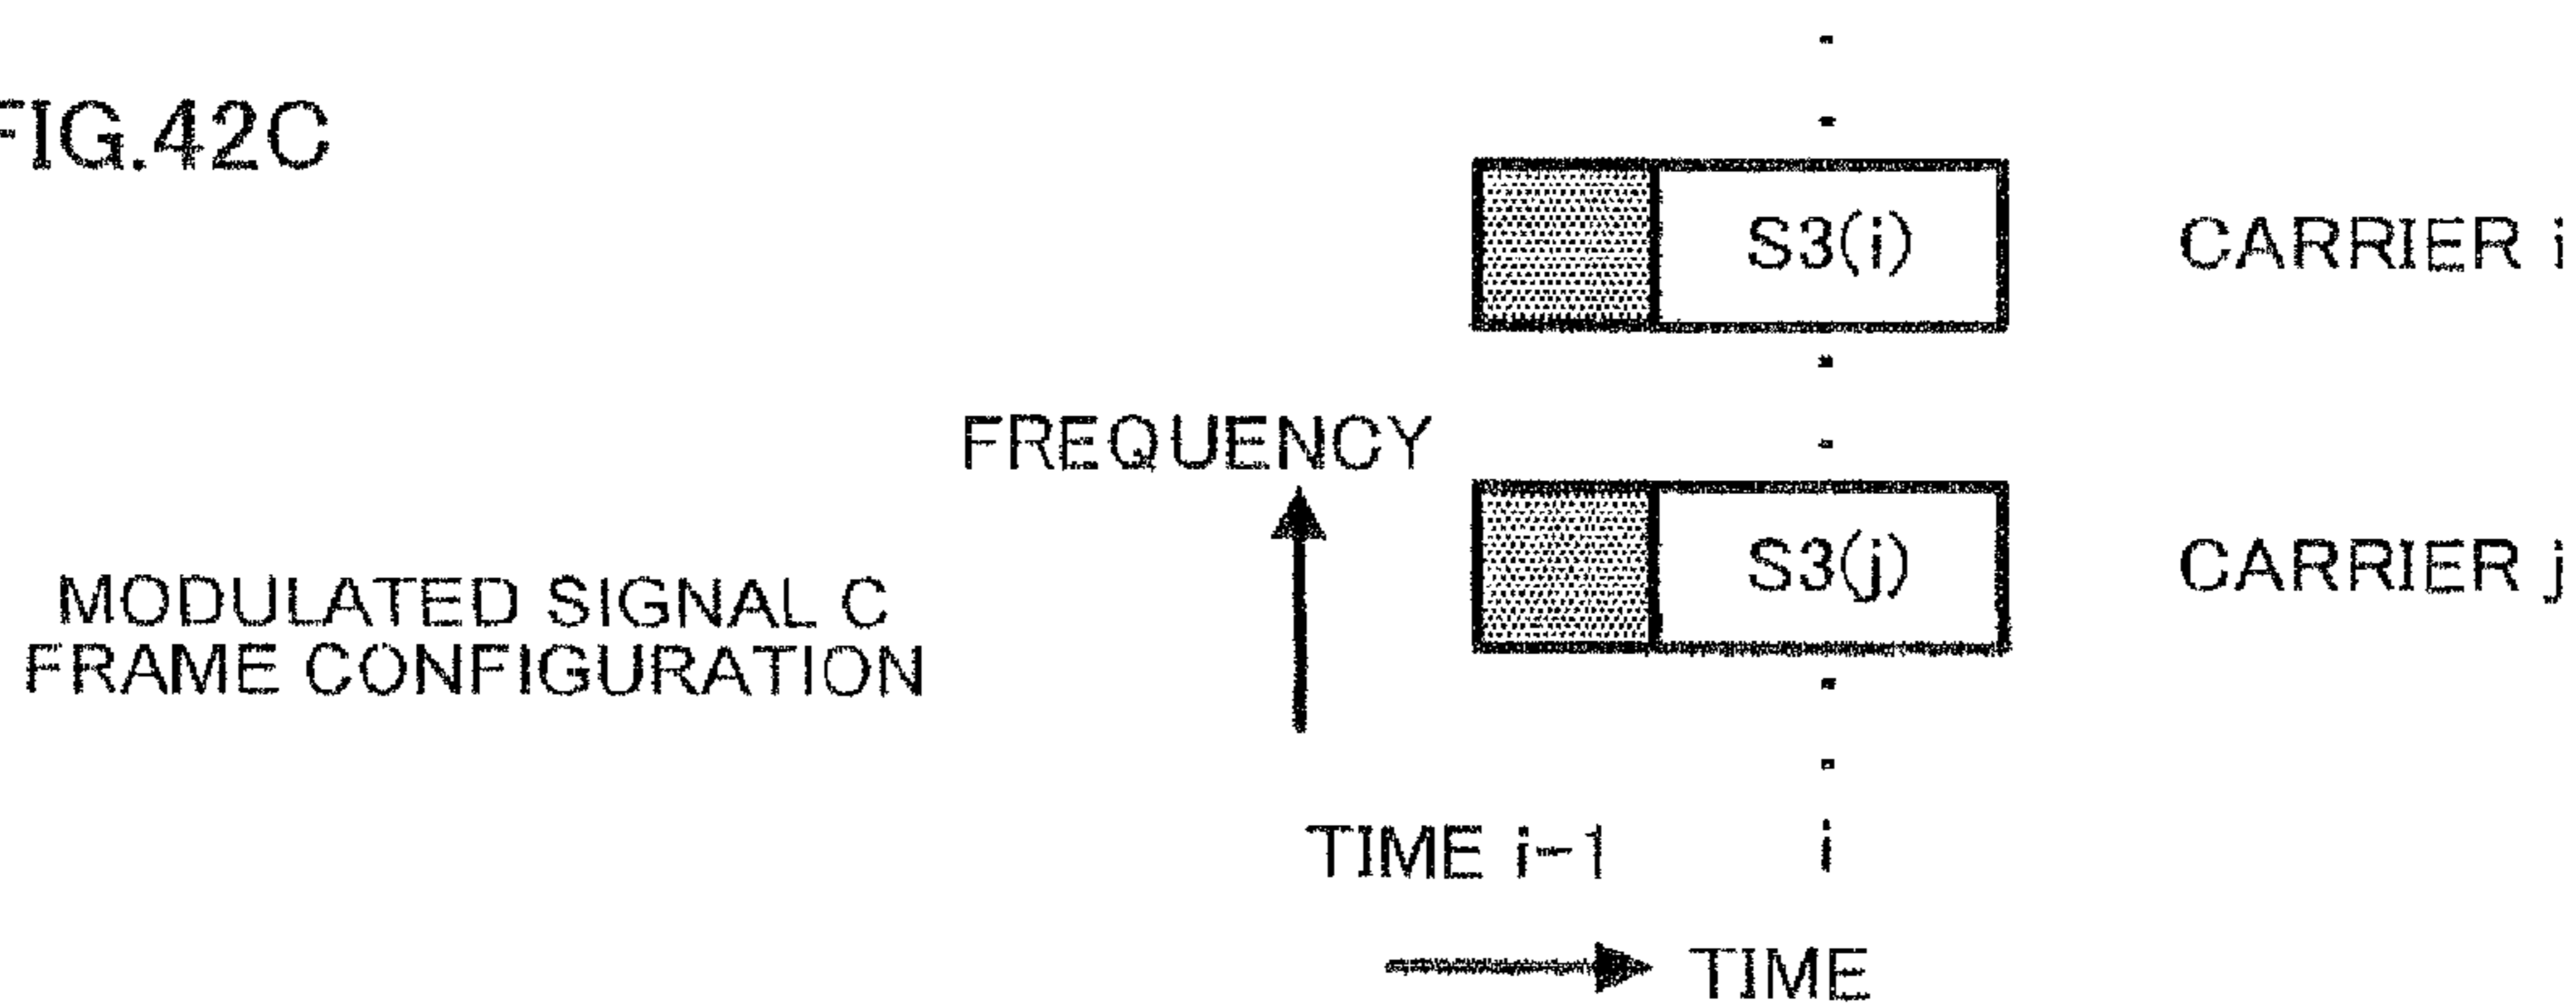 FIG.42C
S3(i)
CARRIER i
FREQUENCY
S3(j)
CARRIER j
MODULATED SIGNAL C
FRAME CONFIGURATION
TIME i-1
i
TIME